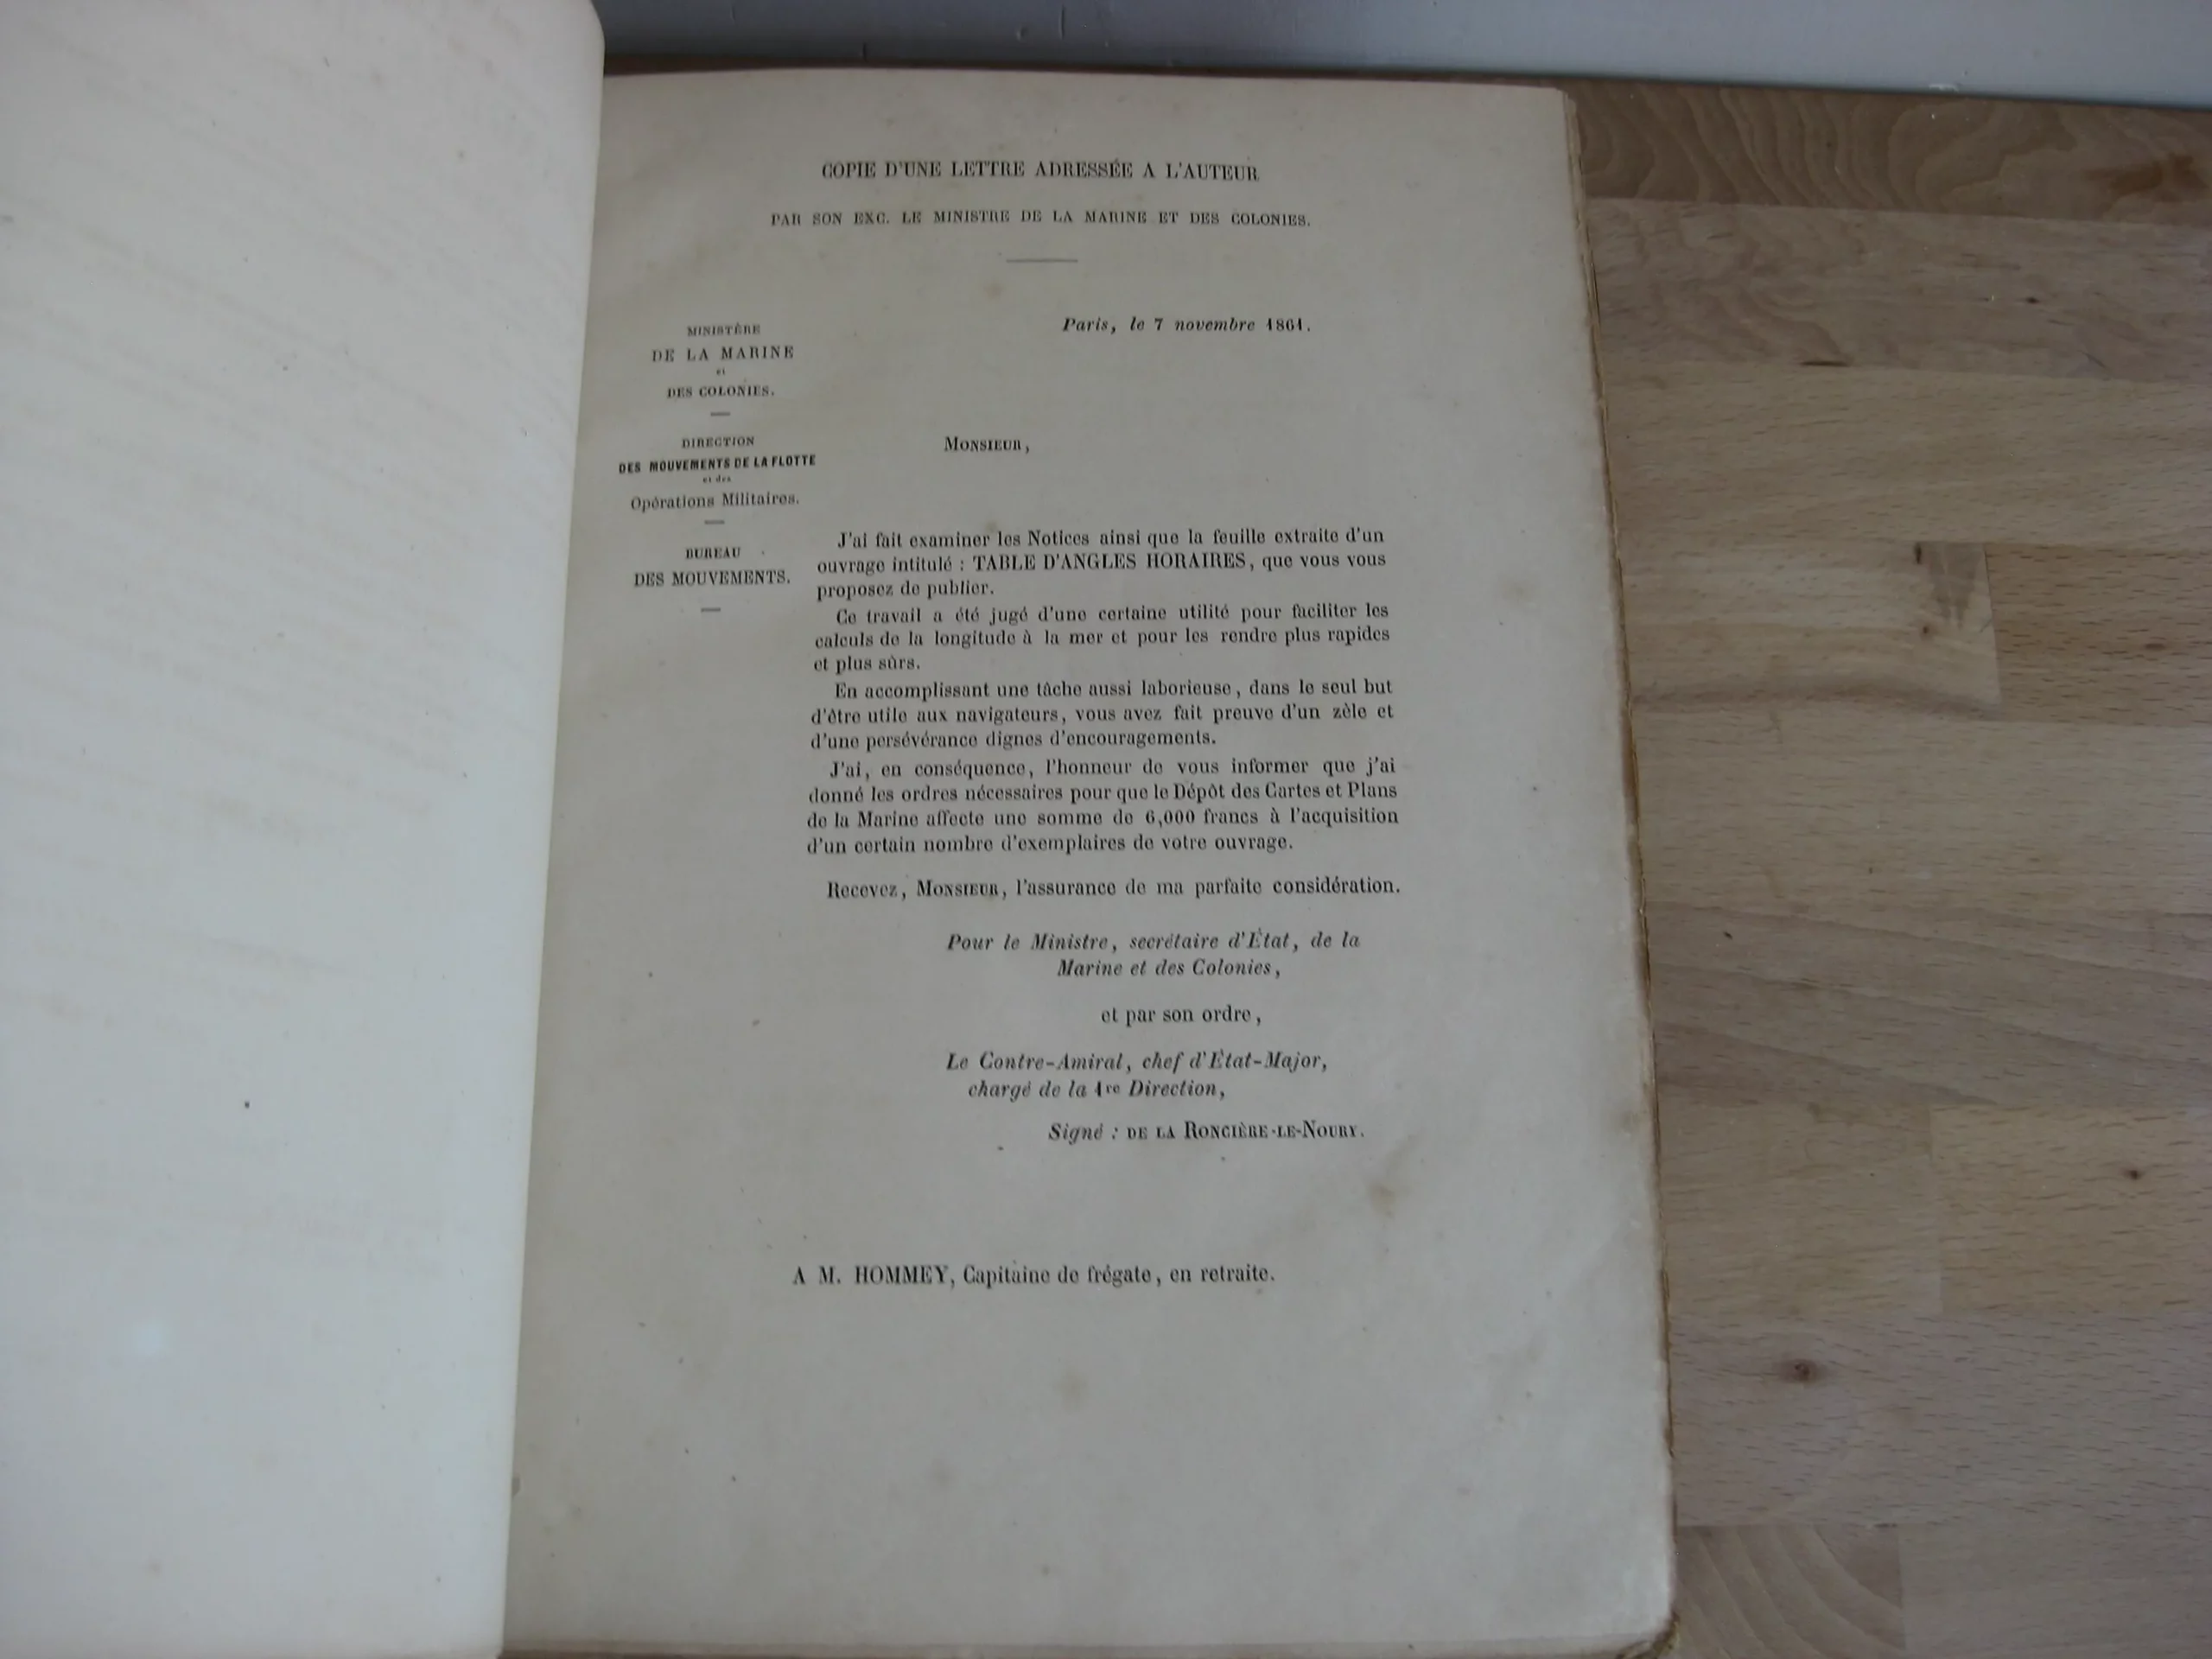 COPIE D'UNE LETTRE ADRESSÉE A L'AUTEUR
PAR SON EXC. LE MINISTRE DE LA MARINE ET DES COLONIES.
Paris, le 7 novembre 1861.
MINISTÈRE
DE LA MARINE
et
DES COLONIES.
DIRECTION
DES MOUVEMENTS DE LA FLOTTE
et des
Opérations Militaires.
BUREAU
DES MOUVEMENTS.
MONSIEUR,
J'ai fait examiner les Notices ainsi que la feuille extraite d'un
ouvrage intitulé : TABLE D'ANGLES HORAIRES, que vous vous
proposez de publier.
Ce travail a été jugé d'une certaine utilité pour faciliter les
calculs de la longitude à la mer et pour les rendre plus rapides
et plus sûrs.
En accomplissant une tâche aussi laborieuse, dans le seul but
d'être utile aux navigateurs, vous avez fait preuve d'un zèle et
d'une persévérance dignes d'encouragements.
J'ai, en conséquence, l'honneur de vous informer que j'ai
donné les ordres nécessaires pour que le Dépôt des Cartes et Plans
de la Marine affecte une somme de 6,000 francs à l'acquisition
d'un certain nombre d'exemplaires de votre ouvrage.
Recevez, MONSIEUR, l'assurance de ma parfaite considération.
Pour le Ministre, secrétaire d'État, de la
Marine et des Colonies,
et par son ordre,
Le Contre-Amiral, chef d'État-Major,
chargé de la 1re Direction,
Signé : DE LA RONCIÈRE-LE-NOURY.
A M. HOMMEY, Capitaine de frégate, en retraite.